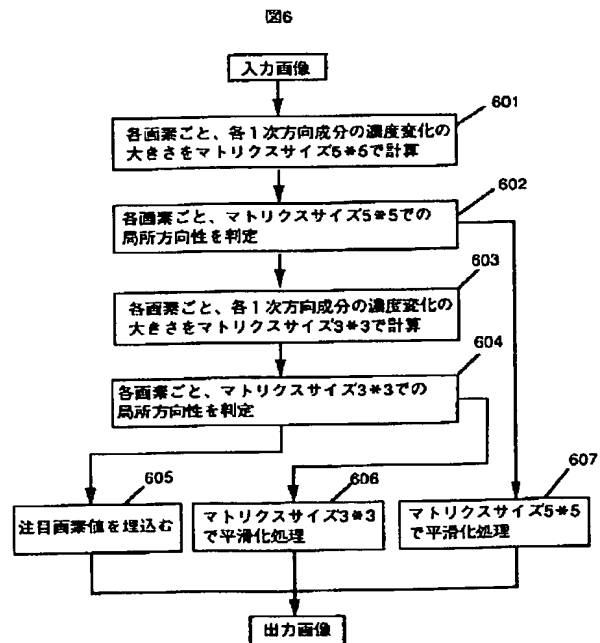 図6
入力画像
601
各画素ごと、各1次方向成分の濃度変化の
大きさをマトリクスサイズ5*5で計算
602
各画素ごと、マトリクスサイズ5*5での
局所方向性を判定
603
各画素ごと、各1次方向成分の濃度変化の
大きさをマトリクスサイズ3*3で計算
604
各画素ごと、マトリクスサイズ3*3での
局所方向性を判定
605
注目画素値を埋込む
606
マトリクスサイズ3*3
で平滑化処理
607
マトリクスサイズ5*5
で平滑化処理
出力画像